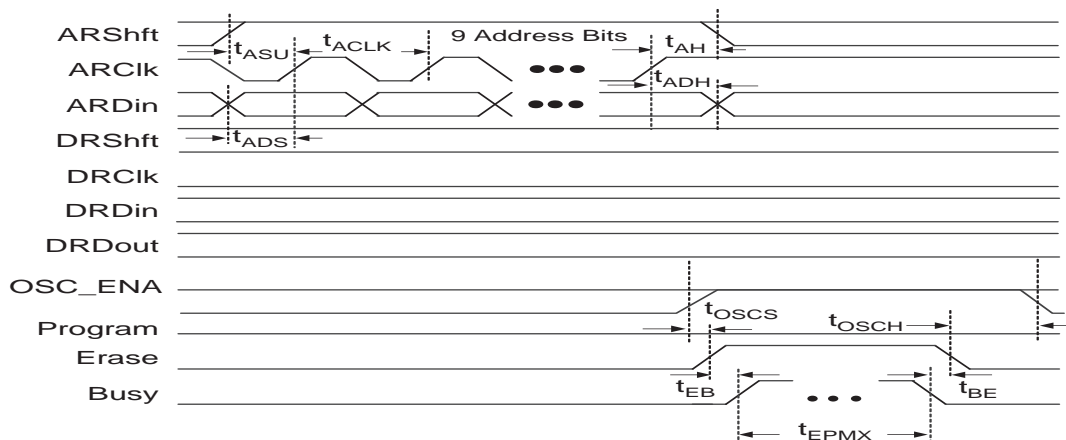 ARShft
tASU tACLK 9 Address Bits tAH
ARClk
tADH
ARDin
tADS
DRShft
DRClk
DRDin
DRDout
OSC_ENA
tOSCS tOSCH
Program
Erase
tEB tBE
Busy
tEPMX